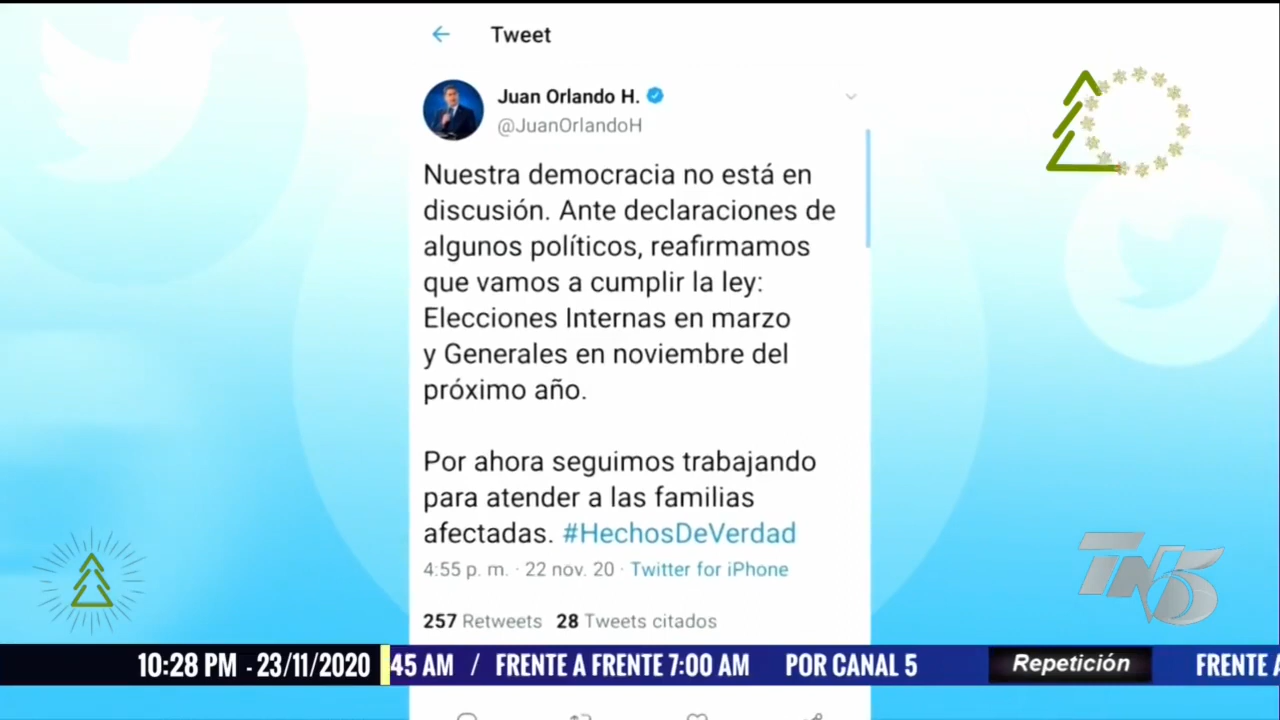 Tweet
Juan Orlando H.
@JuanOrlandoH
Nuestra democracia no está en
discusión. Ante declaraciones de
algunos políticos, reafirmamos
que vamos a cumplir la ley:
Elecciones Internas en marzo
y Generales en noviembre del
próximo año.
Por ahora seguimos trabajando
para atender a las familias
afectadas. #HechosDeVerdad
4:55 p. m. · 22 nov. 20 · Twitter for iPhone
257 Retweets 28 Tweets citados
TN5
10:28 PM - 23/11/2020 45 AM / FRENTE A FRENTE 7:00 AM POR CANAL 5 Repetición FRENTE A